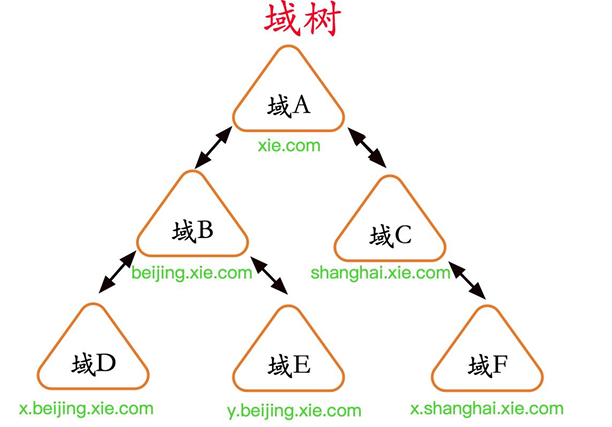 域树
域A
xie.com
域B
域C
beijing.xie.com
shanghai.xie.com
域D
域E
域F
x.beijing.xie.com
y.beijing.xie.com
x.shanghai.xie.com